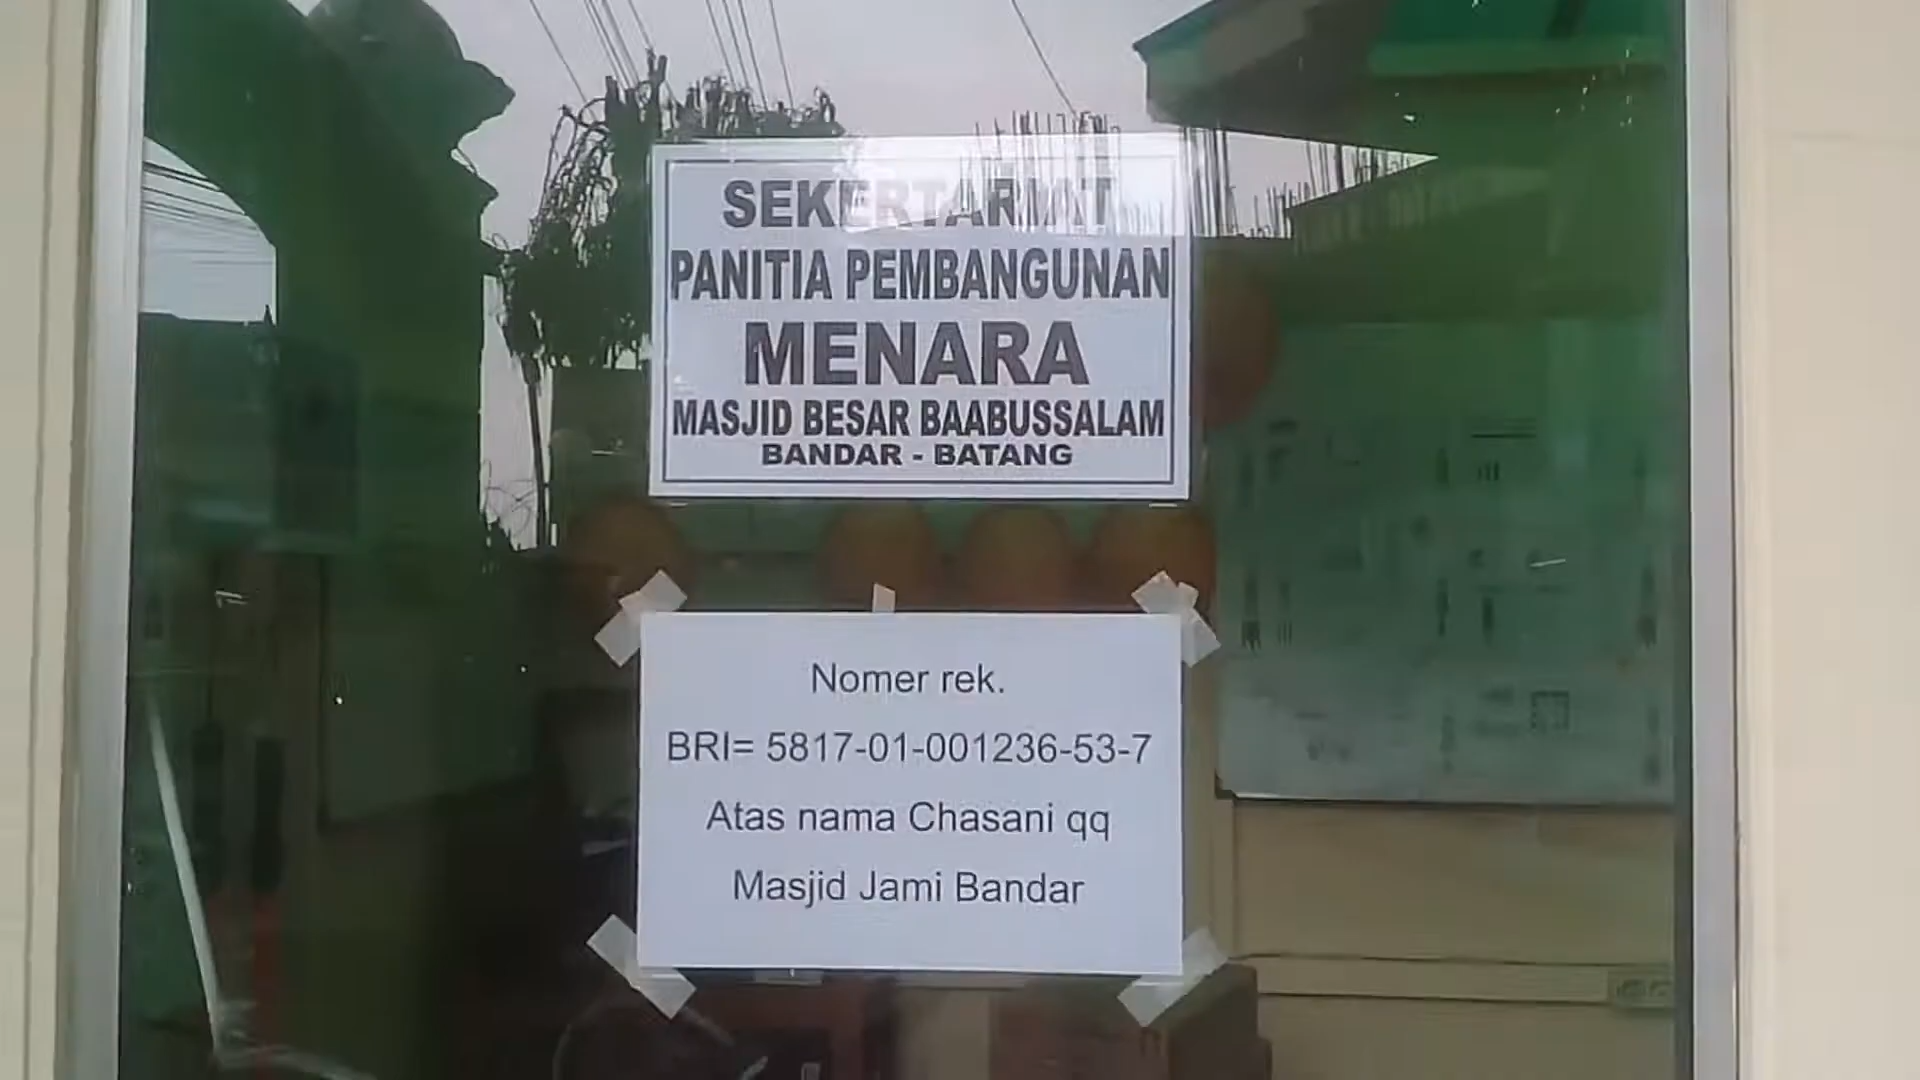 SEKERTARIAT
PANITIA PEMBANGUNAN
MENARA
MASJID BESAR BAABUSSALAM
BANDAR - BATANG
Nomer rek.
BRI= 5817-01-001236-53-7
Atas nama Chasani qq
Masjid Jami Bandar